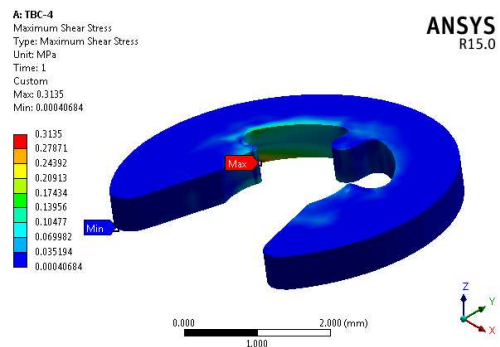 A: TBC-4
Maximum Shear Stress
Type: Maximum Shear Stress
Unit: MPa
Time: 1
Custom
Max: 0.3135
Min: 0.00040684
ANSYS
R15.0
0.3135
0.27871
0.24392
0.20913
0.17434
0.13956
0.10477
0.069982
0.035194
0.00040684
Max
Min
0.000
2.000 (mm)
1.000
Z
Y
X